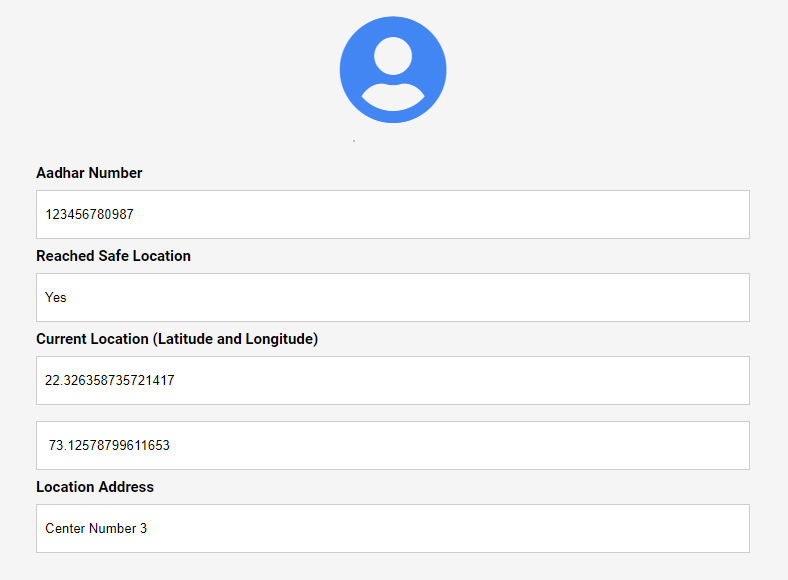 Aadhar Number
123456780987
Reached Safe Location
Yes
Current Location (Latitude and Longitude)
22.326358735721417
73.12578799611653
Location Address
Center Number 3